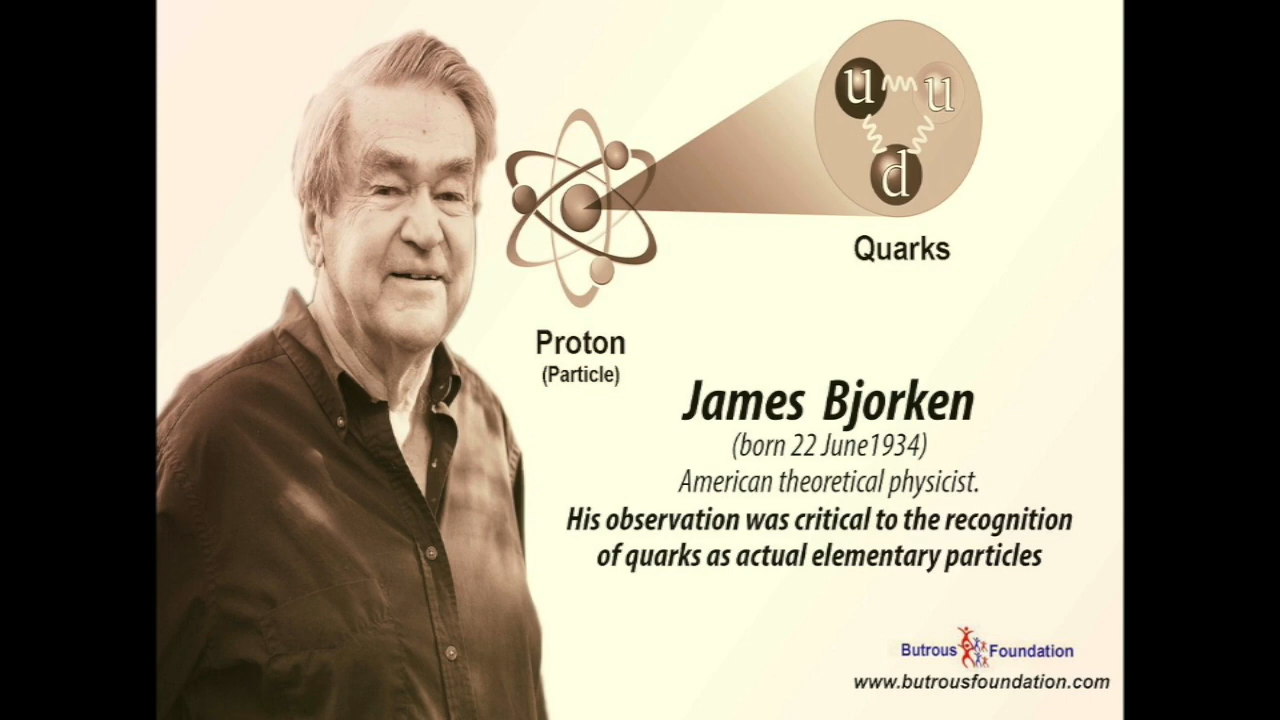 u u
d
Quarks
Proton
(Particle)
James Bjorken
(born 22 June1934)
American theoretical physicist.
His observation was critical to the recognition
of quarks as actual elementary particles
Butrous Foundation
www.butrousfoundation.com